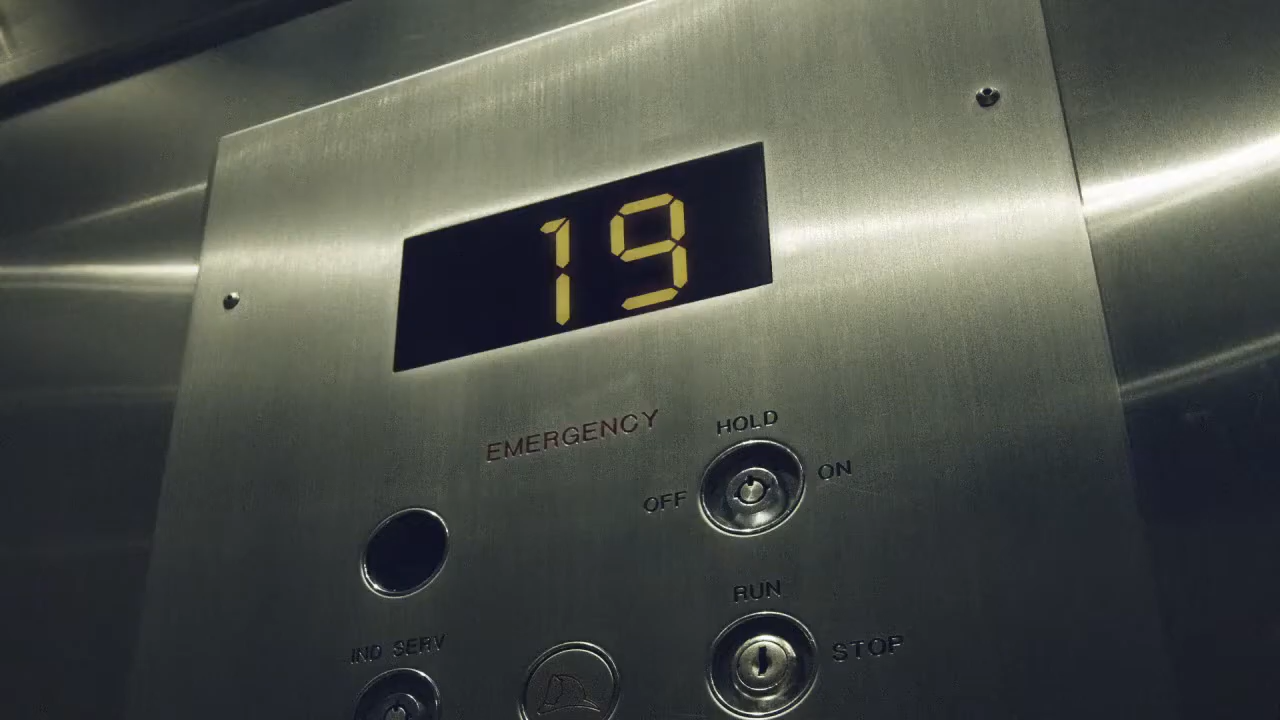 19
EMERGENCY
HOLD
OFF
ON
RUN
STOP
IND SERV